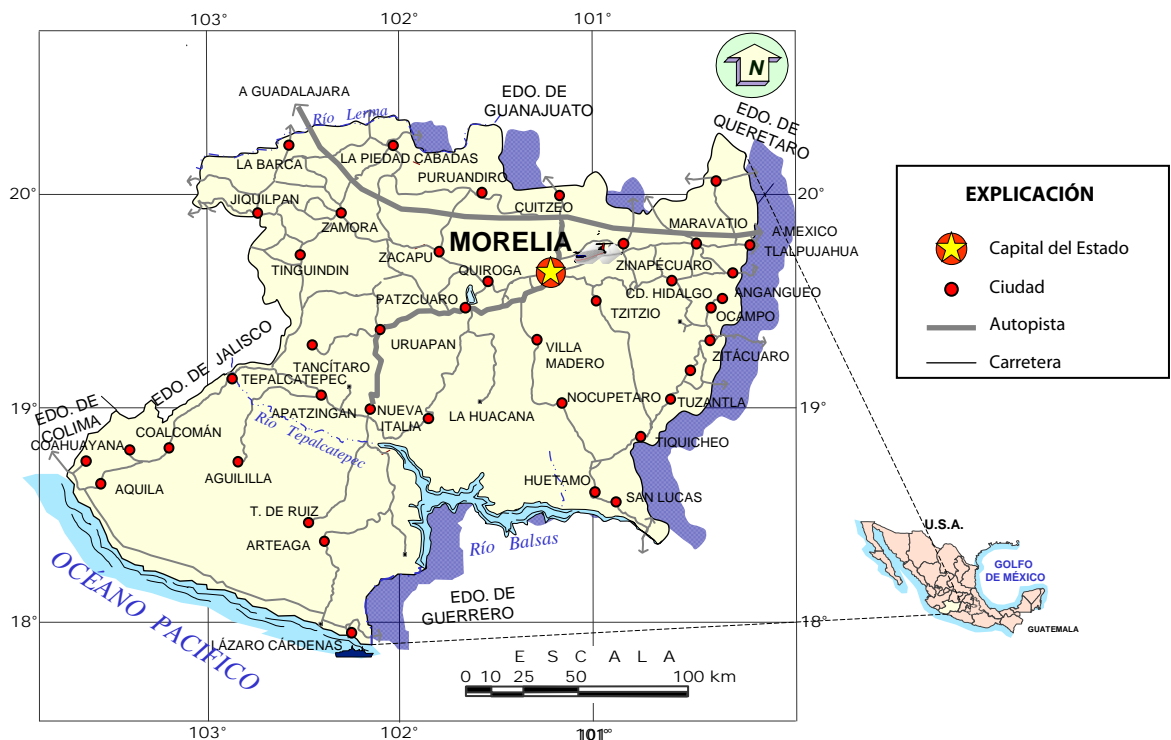 103°
102°
101°
N
A GUADALAJARA
EDO. DE
GUANAJUATO
EDO. DE
QUERETARO
Río Lerma
LA BARCA
LA PIEDAD CABADAS
PURUANDIRO
20°
20°
JIQUILPAN
ZAMORA
CUITZEO
MARAVATIO
A MEXICO
TLALPUJAHUA
MORELIA
ZACAPU
TINGUINDIN
QUIROGA
ZINAPÉCUARO
PATZCUARO
CD. HIDALGO
ANGANGUEO
TZITZIO
OCAMPO
URUAPAN
VILLA
MADERO
ZITÁCUARO
EDO. DE JALISCO
TANCÍTARO
TEPALCATEPEC
APATZINGAN
NUEVA
ITALIA
LA HUACANA
NOCUPETARO
TUZANTLA
19°
19°
EDO. DE
COLIMA
COAHUAYANA
COALCOMÁN
Río Tepalcatepec
TIQUICHEO
AQUILA
AGUILILLA
HUETAMO
SAN LUCAS
T. DE RUIZ
ARTEAGA
Río Balsas
OCÉANO PACIFICO
EDO. DE
GUERRERO
18°
18°
LÁZARO CÁRDENAS
E S C A L A
0 10 25 50 100 km
103°
102°
101°
EXPLICACIÓN
Capital del Estado
Ciudad
Autopista
Carretera
U.S.A.
GOLFO
DE MÉXICO
GUATEMALA